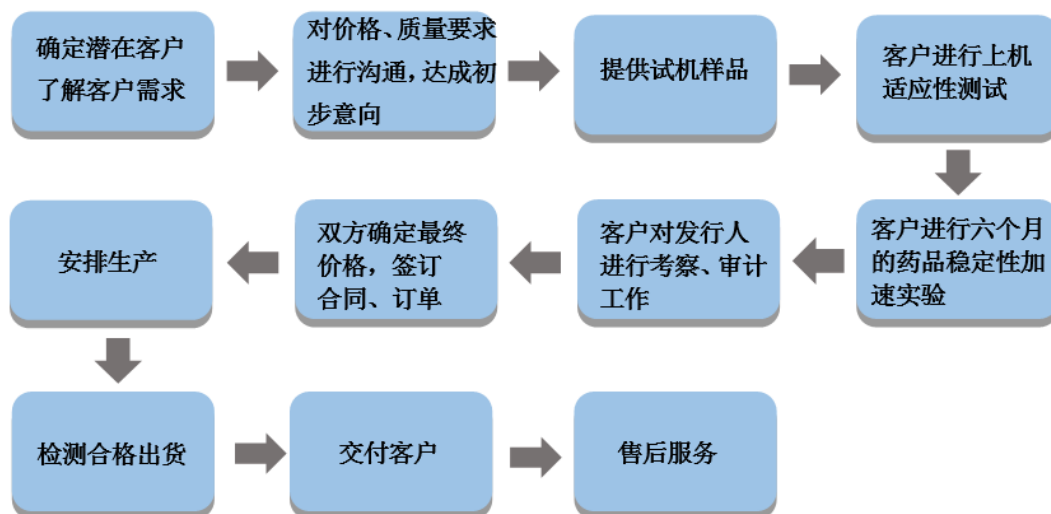 确定潜在客户
了解客户需求
对价格、质量要求
进行沟通，达成初
步意向
提供试机样品
客户进行上机
适应性测试
客户进行六个月
的药品稳定性加
速实验
客户对发行人
进行考察、审计
工作
双方确定最终
价格，签订
合同、订单
安排生产
检测合格出货
交付客户
售后服务